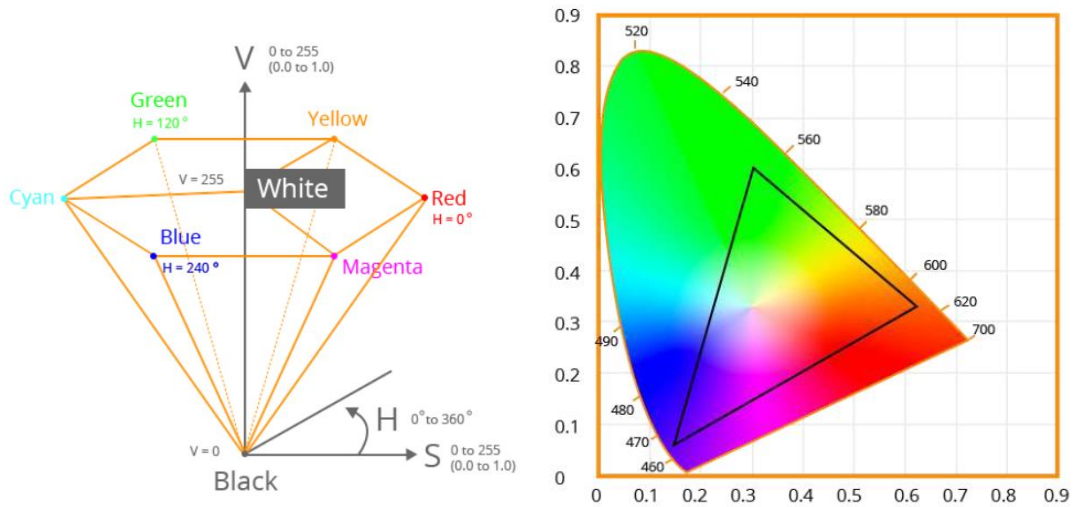 V
0 to 255
(0.0 to 1.0)
Green
H = 120°
Yellow
V = 255
White
Cyan
Red
H = 0°
Blue
H = 240°
Magenta
H
0° to 360°
V = 0
S
0 to 255
(0.0 to 1.0)
Black
0.9
0.8
0.7
0.6
0.5
0.4
0.3
0.2
0.1
0
520
540
560
580
600
620
700
490
480
470
460
0 0.1 0.2 0.3 0.4 0.5 0.6 0.7 0.8 0.9